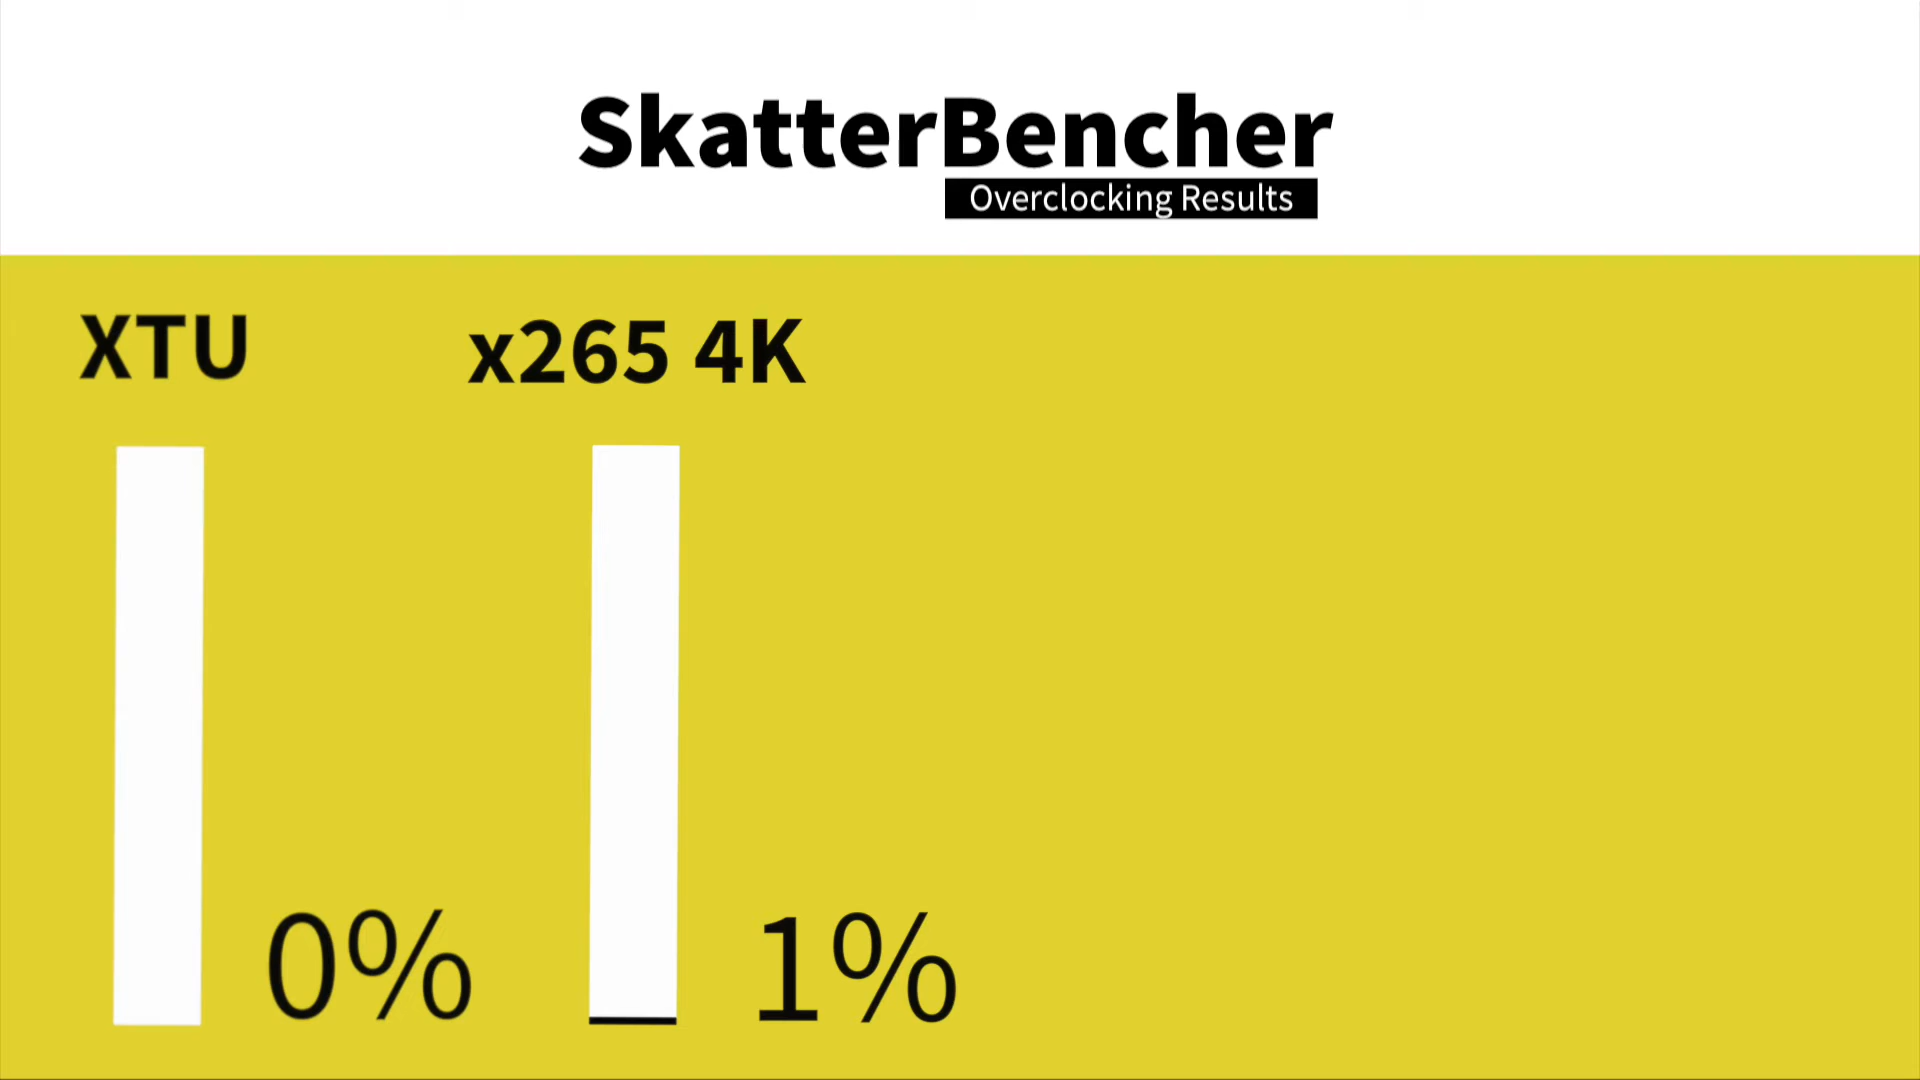 SkatterBencher
Overclocking Results
XTU
x265 4K
0%
1%